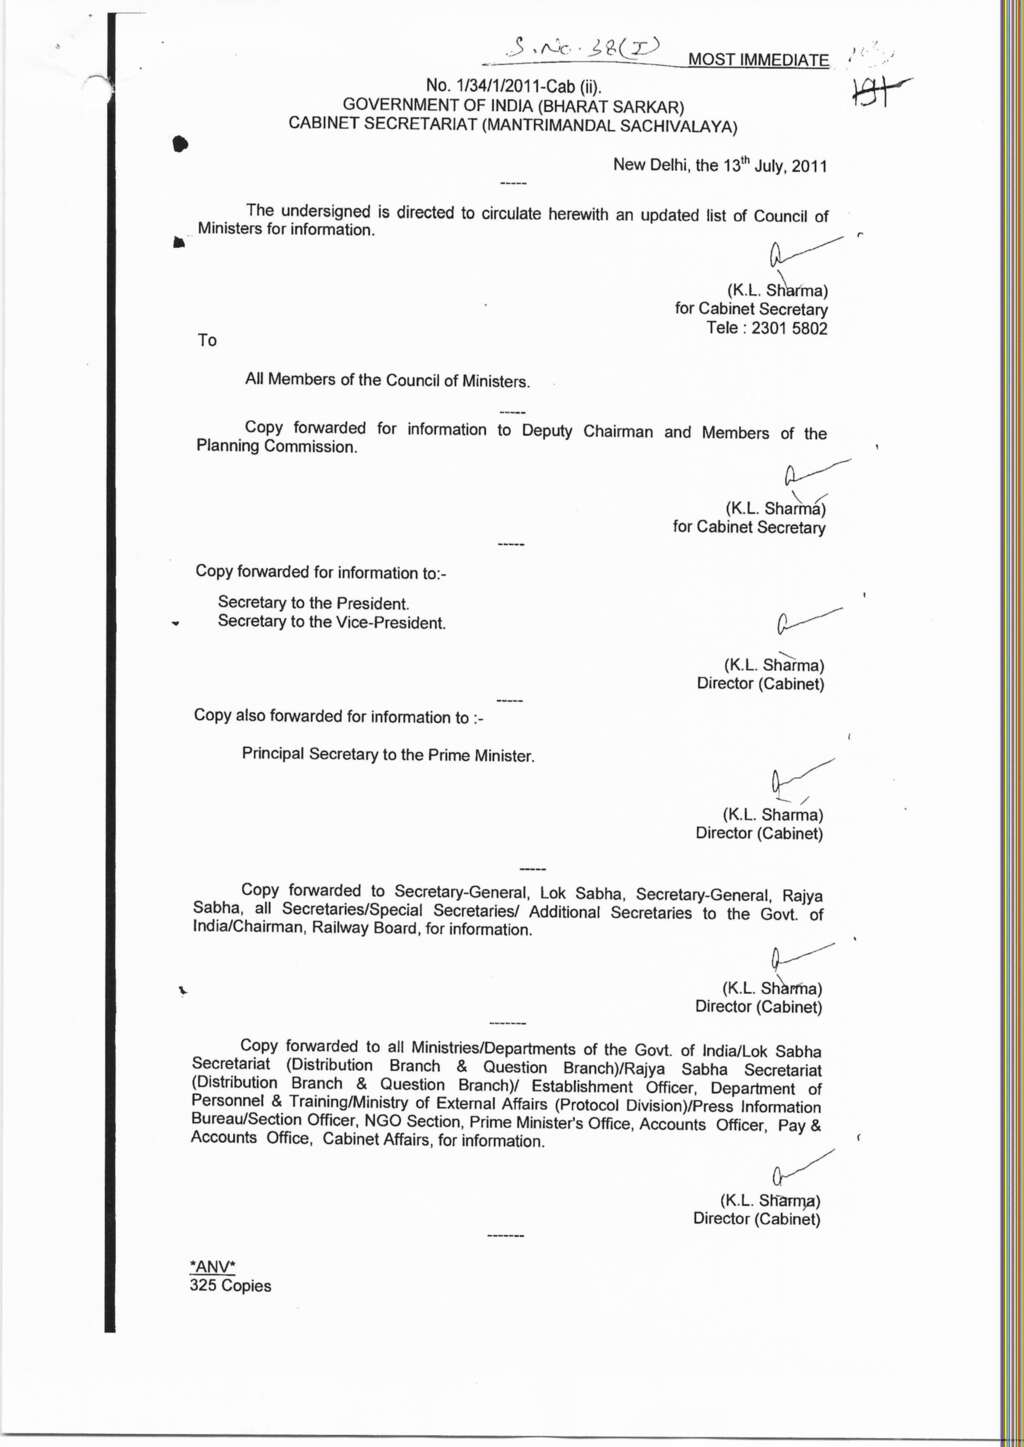 S.No. 38(I)
MOST IMMEDIATE
191
No. 1/34/1/2011-Cab (ii).
GOVERNMENT OF INDIA (BHARAT SARKAR)
CABINET SECRETARIAT (MANTRIMANDAL SACHIVALAYA)
New Delhi, the 13th July, 2011
-----
The undersigned is directed to circulate herewith an updated list of Council of
Ministers for information.
(K.L. Sharma)
for Cabinet Secretary
Tele : 2301 5802
To
All Members of the Council of Ministers.
-----
Copy forwarded for information to Deputy Chairman and Members of the
Planning Commission.
(K.L. Sharma)
for Cabinet Secretary
-----
Copy forwarded for information to:-
Secretary to the President.
Secretary to the Vice-President.
(K.L. Sharma)
Director (Cabinet)
-----
Copy also forwarded for information to :-
Principal Secretary to the Prime Minister.
(K.L. Sharma)
Director (Cabinet)
-----
Copy forwarded to Secretary-General, Lok Sabha, Secretary-General, Rajya
Sabha, all Secretaries/Special Secretaries/ Additional Secretaries to the Govt. of
India/Chairman, Railway Board, for information.
(K.L. Sharma)
Director (Cabinet)
-------
Copy forwarded to all Ministries/Departments of the Govt. of India/Lok Sabha
Secretariat (Distribution Branch & Question Branch)/Rajya Sabha Secretariat
(Distribution Branch & Question Branch)/ Establishment Officer, Department of
Personnel & Training/Ministry of External Affairs (Protocol Division)/Press Information
Bureau/Section Officer, NGO Section, Prime Minister's Office, Accounts Officer, Pay &
Accounts Office, Cabinet Affairs, for information.
(K.L. Sharma)
Director (Cabinet)
-------
*ANV*
325 Copies